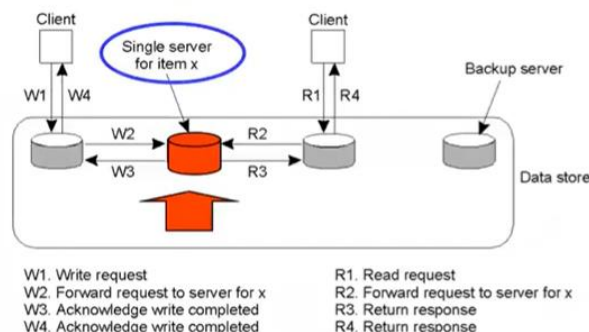 Client
Client
Single server
for item x
Backup server
W1
W4
R1
R4
W2
R2
W3
R3
Data store
W1. Write request
W2. Forward request to server for x
W3. Acknowledge write completed
W4. Acknowledge write completed
R1. Read request
R2. Forward request to server for x
R3. Return response
R4. Return response